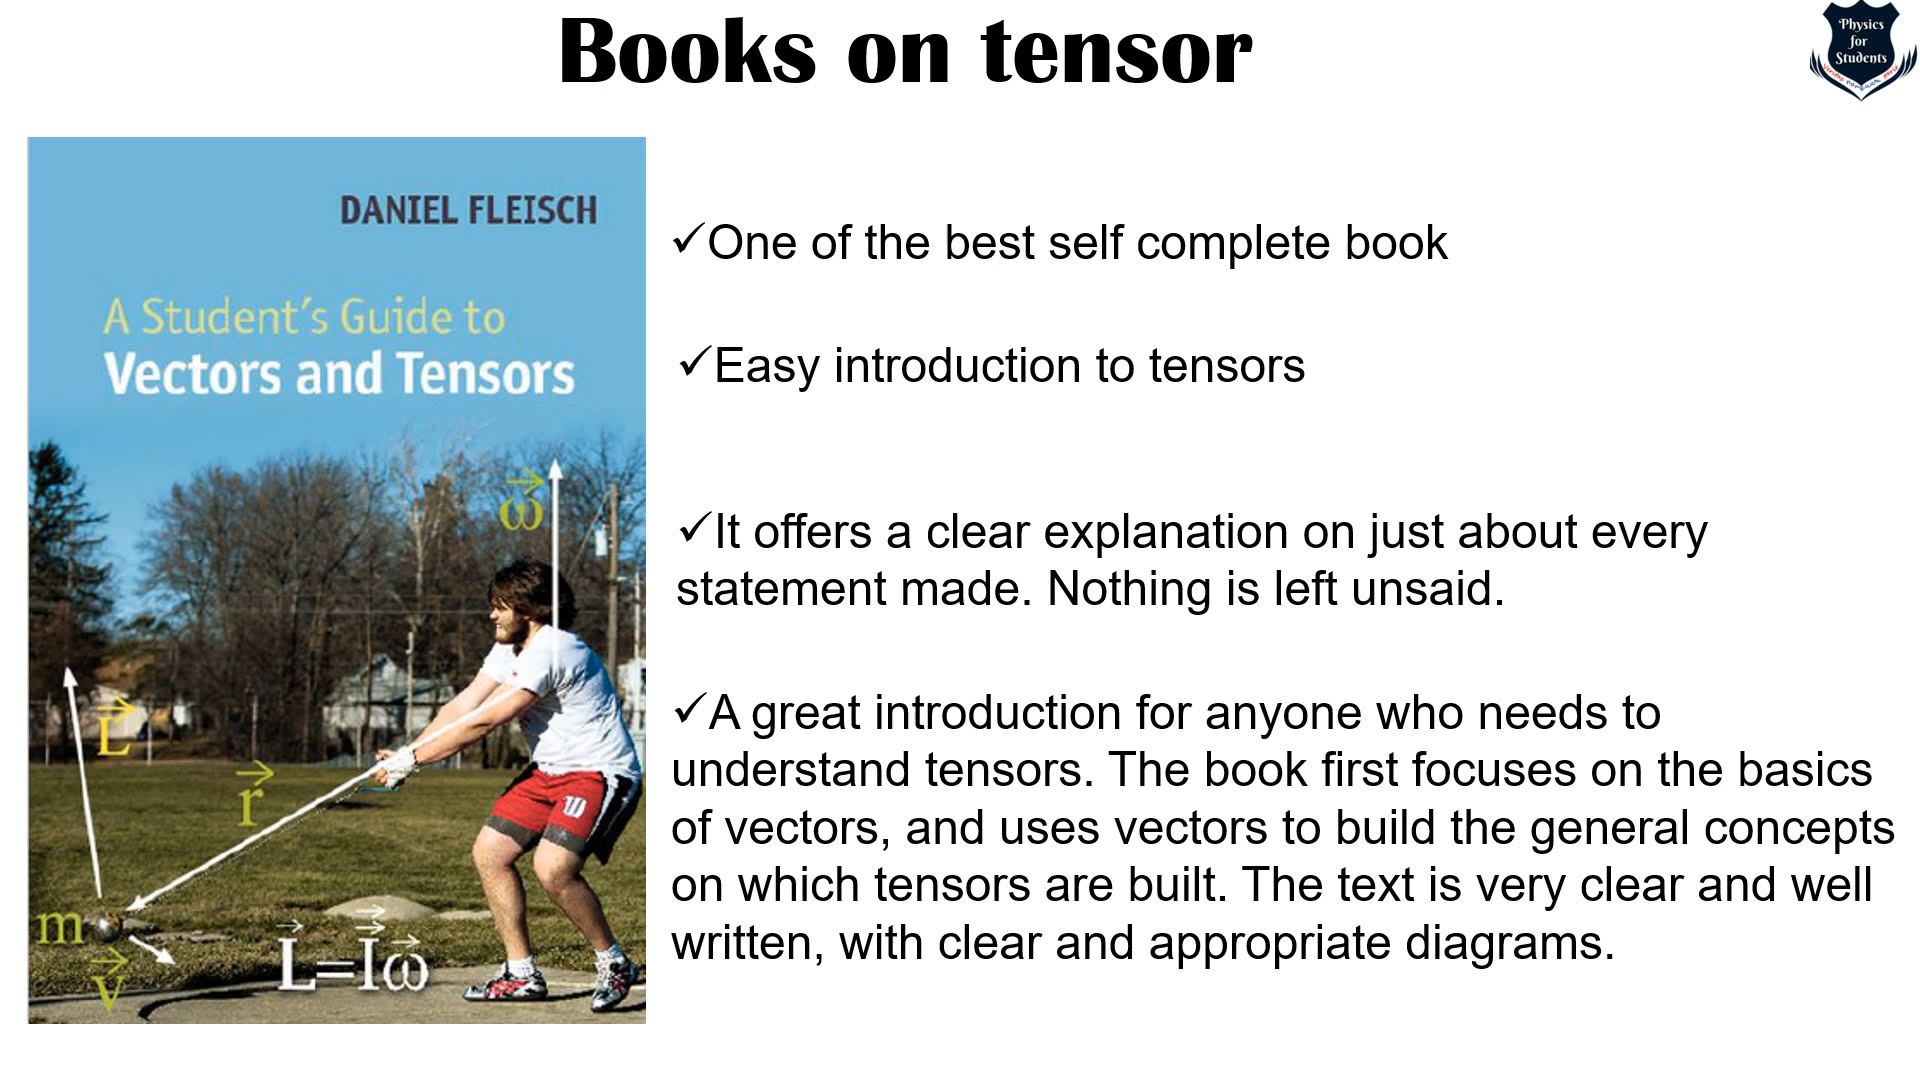 Books on tensor
Physics
for
Students
DANIEL FLEISCH
A Student's Guide to
Vectors and Tensors
ω
L
r
m
v
L=Iω
✓One of the best self complete book
✓Easy introduction to tensors
✓It offers a clear explanation on just about every
statement made. Nothing is left unsaid.
✓A great introduction for anyone who needs to
understand tensors. The book first focuses on the basics
of vectors, and uses vectors to build the general concepts
on which tensors are built. The text is very clear and well
written, with clear and appropriate diagrams.